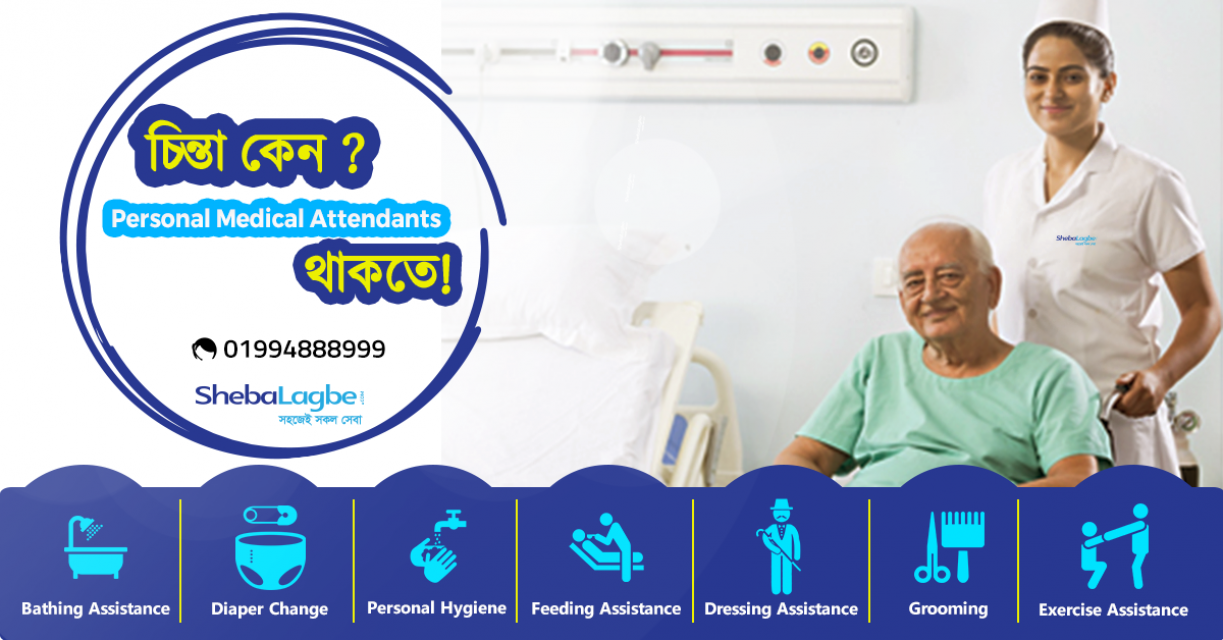 চিন্তা কেন ?
Personal Medical Attendants
থাকতে!
01994888999
ShebaLagbe
সহজেই সকল সেবা
ShebaLagbe
Bathing Assistance
Diaper Change
Personal Hygiene
Feeding Assistance
Dressing Assistance
Grooming
Exercise Assistance